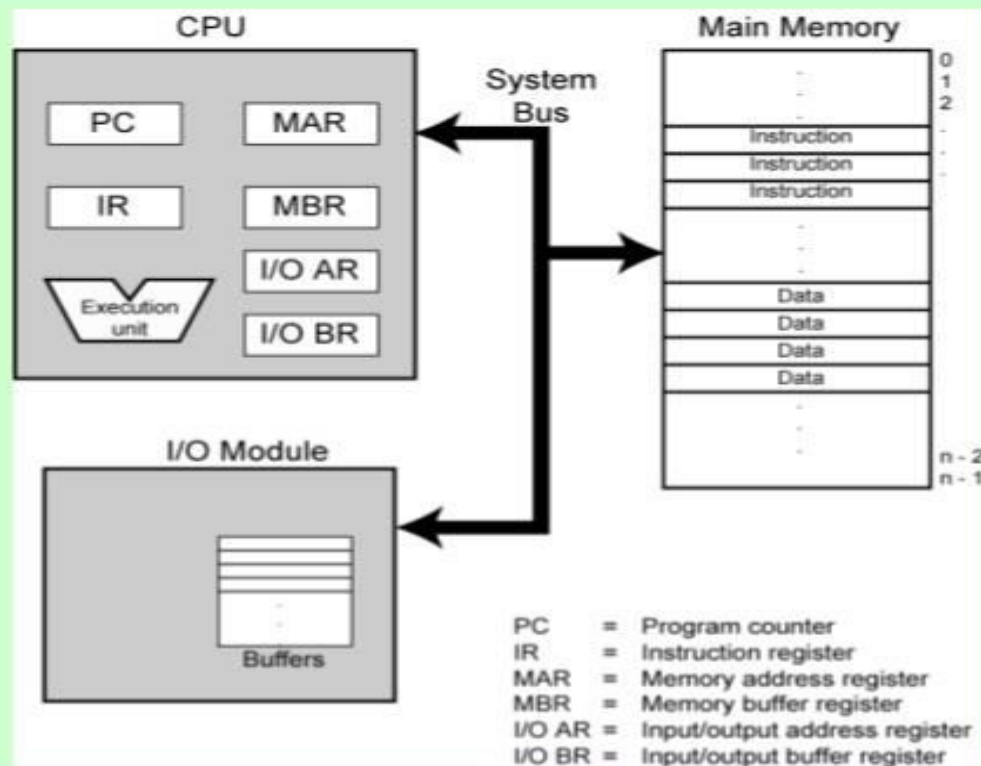 CPU
PC
MAR
IR
MBR
I/O AR
Execution
unit
I/O BR
System
Bus
Main Memory
0
1
2
Instruction
Instruction
Instruction
Data
Data
Data
Data
n - 2
n - 1
I/O Module
Buffers
PC = Program counter
IR = Instruction register
MAR = Memory address register
MBR = Memory buffer register
I/O AR = Input/output address register
I/O BR = Input/output buffer register